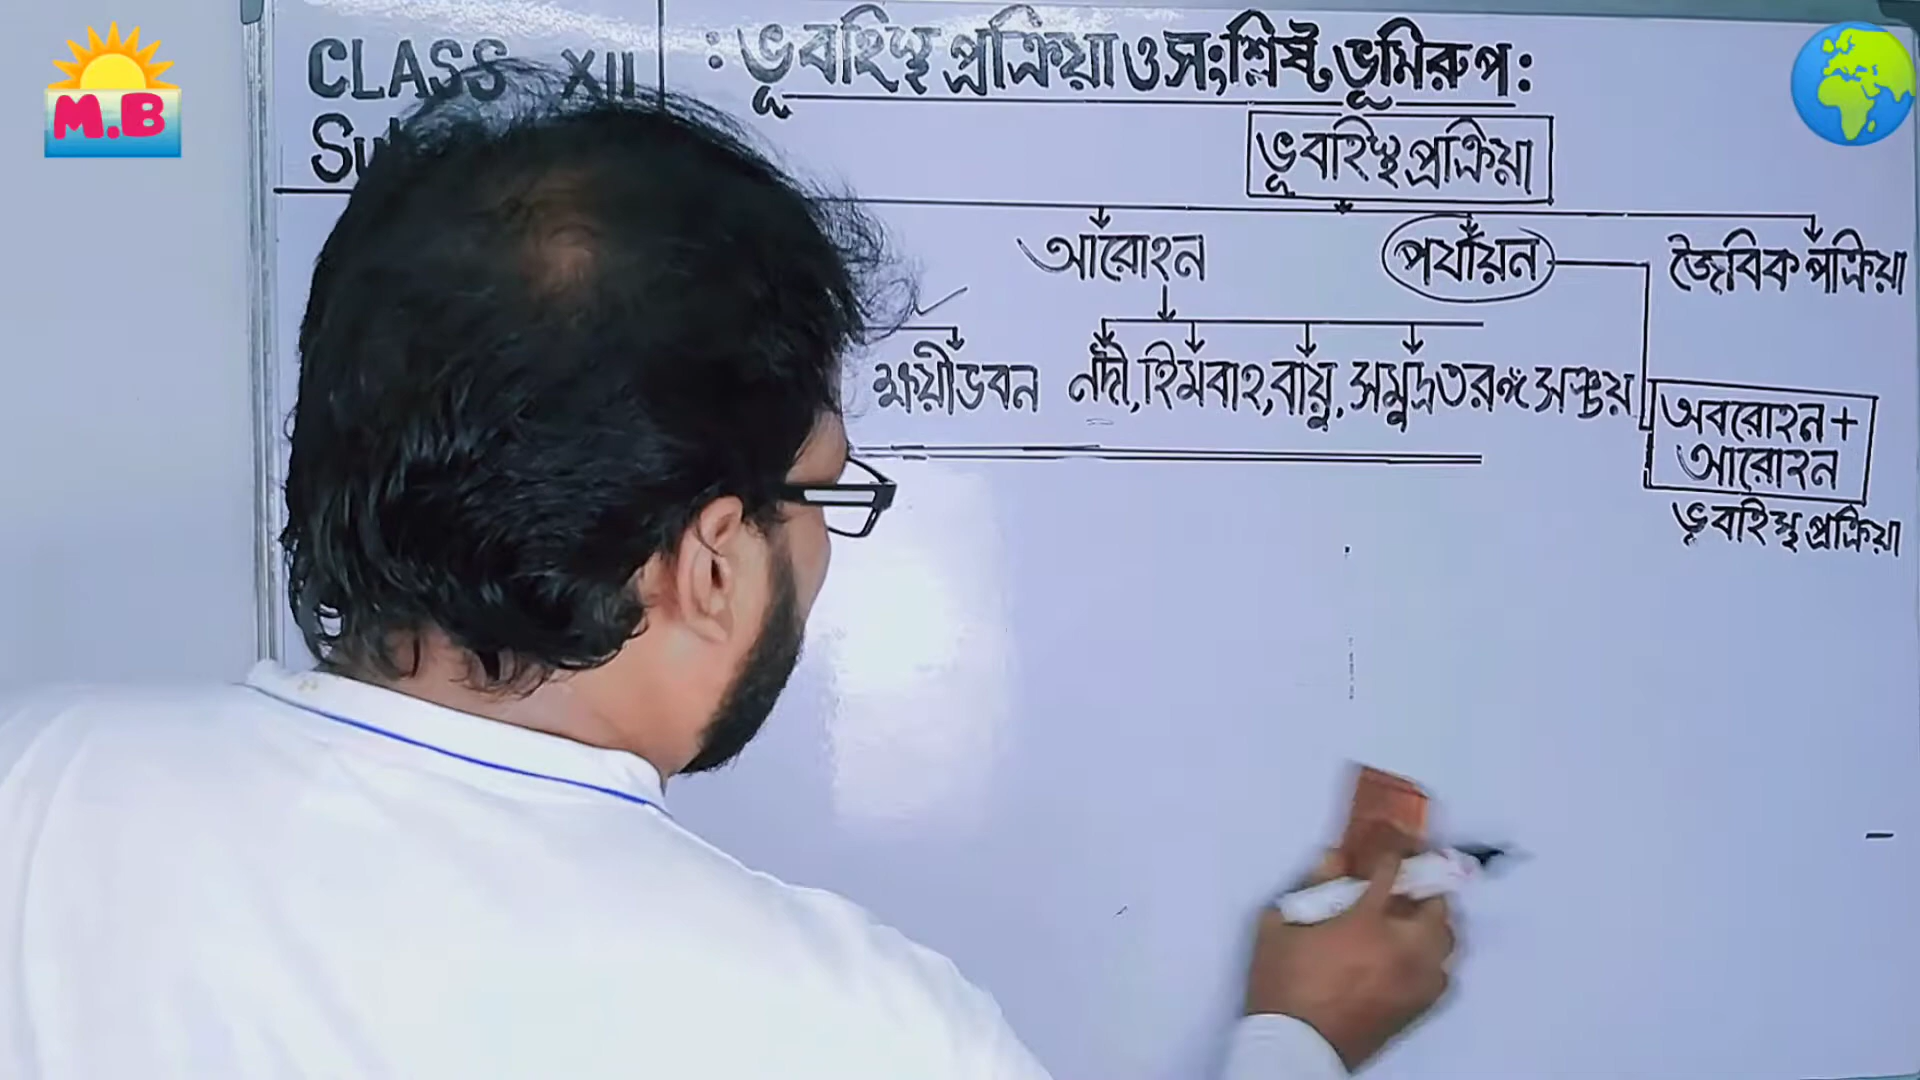 M.B
CLASS XII
: ভূবহিস্থ প্রক্রিয়া ও সংশ্লিষ্ট ভূমিরুপ :
ভূবহিস্থ প্রক্রিয়া
আরোহন
পর্যায়ন
জৈবিক পক্রিয়া
ক্ষয়ীভবন
নদী, হিমবাহ, বায়ু, সমুদ্রতরঙ্গ সঞ্চয়
অবরোহন +
আরোহন
ভূবহিস্থ প্রক্রিয়া